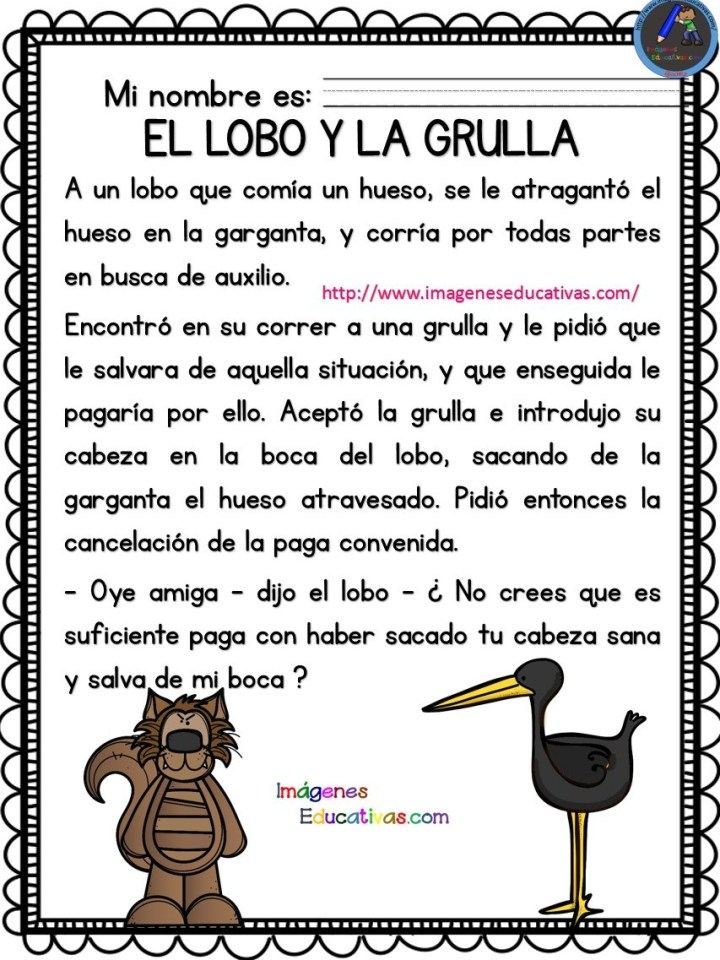 Mi nombre es:
EL LOBO Y LA GRULLA
A un lobo que comía un hueso, se le atragantó el
hueso en la garganta, y corría por todas partes
en busca de auxilio.
http://www.imageneseducativas.com/
Encontró en su correr a una grulla y le pidió que
le salvara de aquella situación, y que enseguida le
pagaría por ello. Aceptó la grulla e introdujo su
cabeza en la boca del lobo, sacando de la
garganta el hueso atravesado. Pidió entonces la
cancelación de la paga convenida.
- Oye amiga - dijo el lobo - ¿ No crees que es
suficiente paga con haber sacado tu cabeza sana
y salva de mi boca ?
Imágenes
Educativas.com